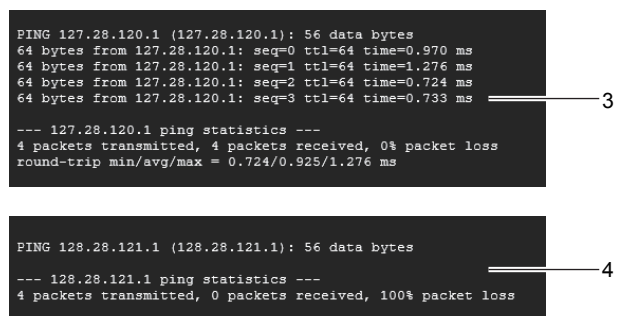 PING 127.28.120.1 (127.28.120.1): 56 data bytes
64 bytes from 127.28.120.1: seq=0 ttl=64 time=0.970 ms
64 bytes from 127.28.120.1: seq=1 ttl=64 time=1.276 ms
64 bytes from 127.28.120.1: seq=2 ttl=64 time=0.724 ms
64 bytes from 127.28.120.1: seq=3 ttl=64 time=0.733 ms
3
--- 127.28.120.1 ping statistics ---
4 packets transmitted, 4 packets received, 0% packet loss
round-trip min/avg/max = 0.724/0.925/1.276 ms
PING 128.28.121.1 (128.28.121.1): 56 data bytes
4
--- 128.28.121.1 ping statistics ---
4 packets transmitted, 0 packets received, 100% packet loss